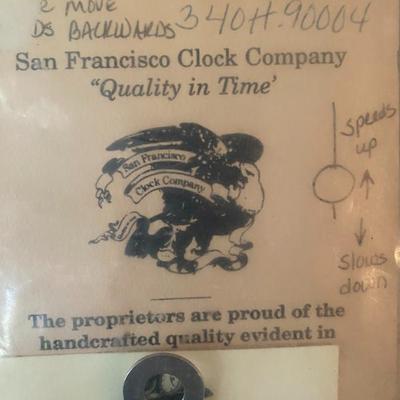 2 MOVE
DS BACKWARDS
340H.90004
San Francisco Clock Company
"Quality in Time'
San Francisco
Clock Company
speeds
up
slows
down
The proprietors are proud of the
handcrafted quality evident in